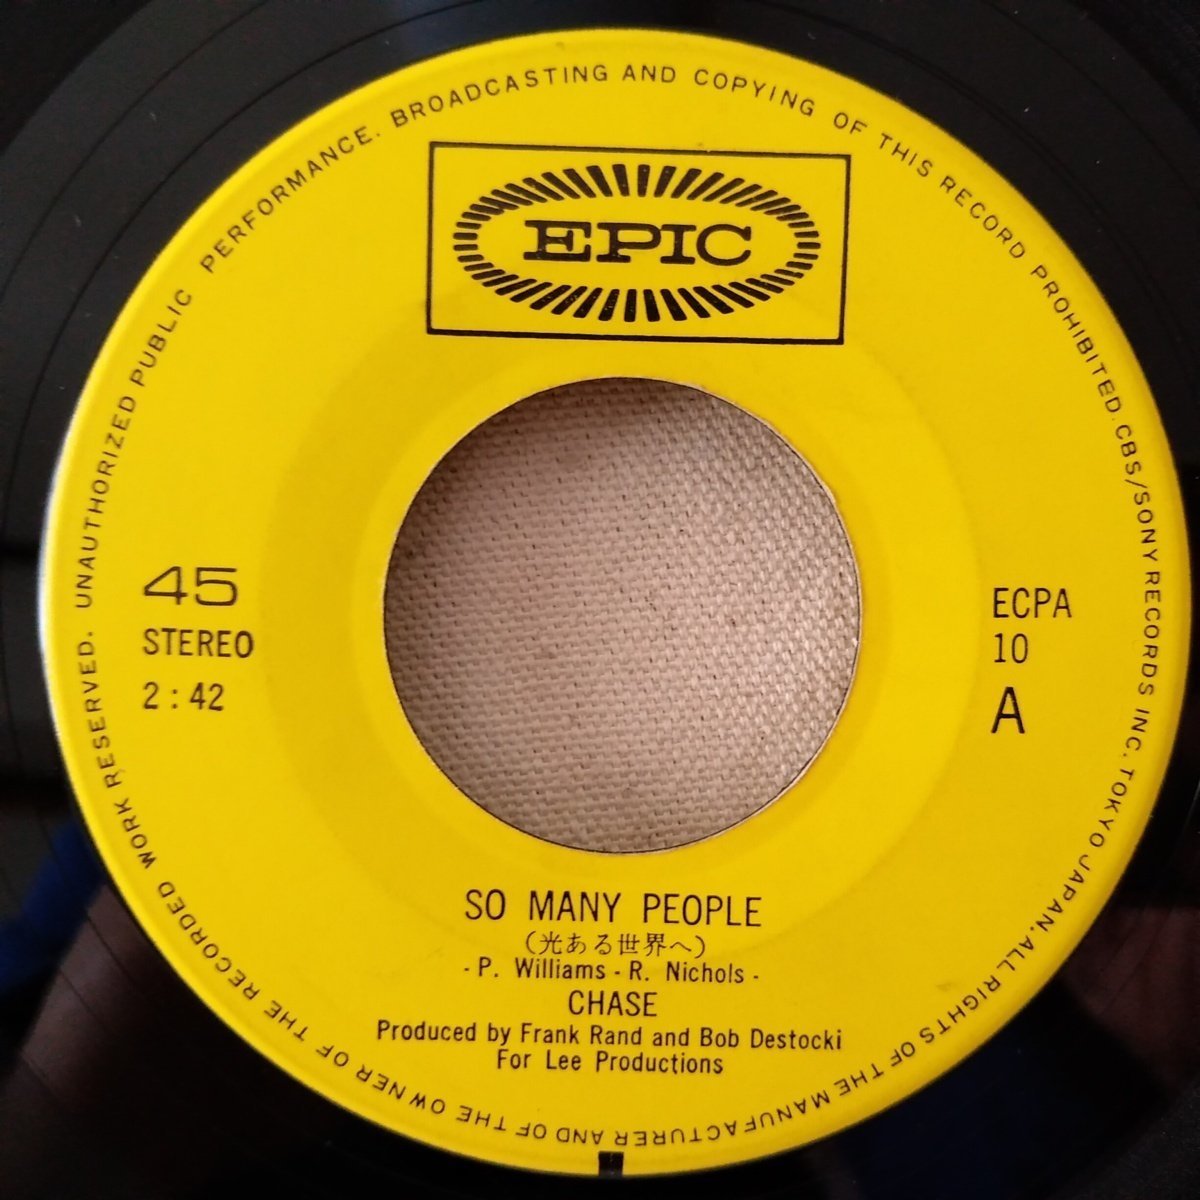 EPIC
45
STEREO
2:42
ECPA
10
A
SO MANY PEOPLE
(光ある世界へ)
- P. Williams - R. Nichols -
CHASE
Produced by Frank Rand and Bob Destocki
For Lee Productions
UNAUTHORIZED PUBLIC PERFORMANCE. BROADCASTING AND COPYING OF THIS RECORD PROHIBITED. CBS/SONY RECORDS INC. TOKYO JAPAN. ALL RIGHTS OF THE MANUFACTURER AND OF THE OWNER OF THE RECORDED WORK RESERVED.